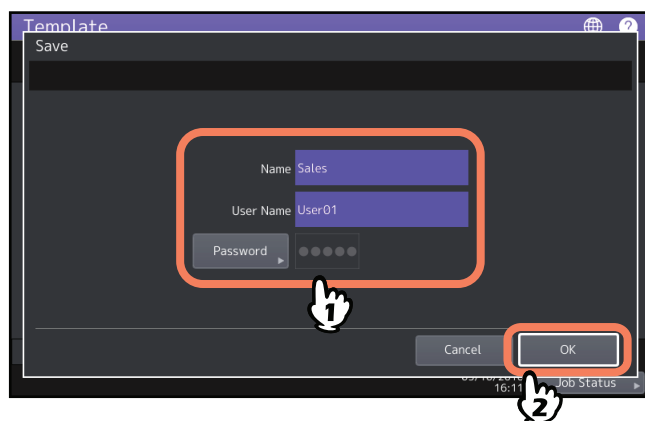 Template
?
Save
Name Sales
User Name User01
Password
1
Cancel OK
16:11 Job Status
2